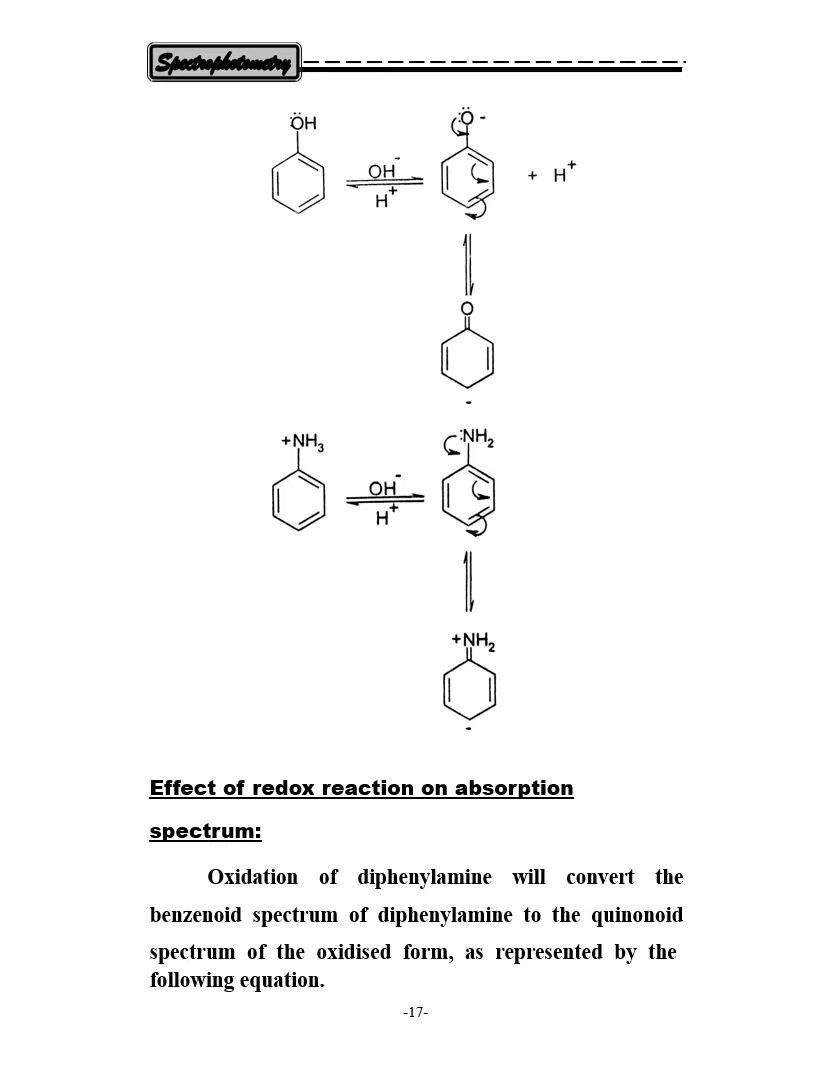 Spectrophotometry
:ÖH
:Ö -
OH-
H+
+ H+
O
-
+NH3
:NH2
OH-
H+
+NH2
-
Effect of redox reaction on absorption
spectrum:
Oxidation of diphenylamine will convert the
benzenoid spectrum of diphenylamine to the quinonoid
spectrum of the oxidised form, as represented by the
following equation.
-17-